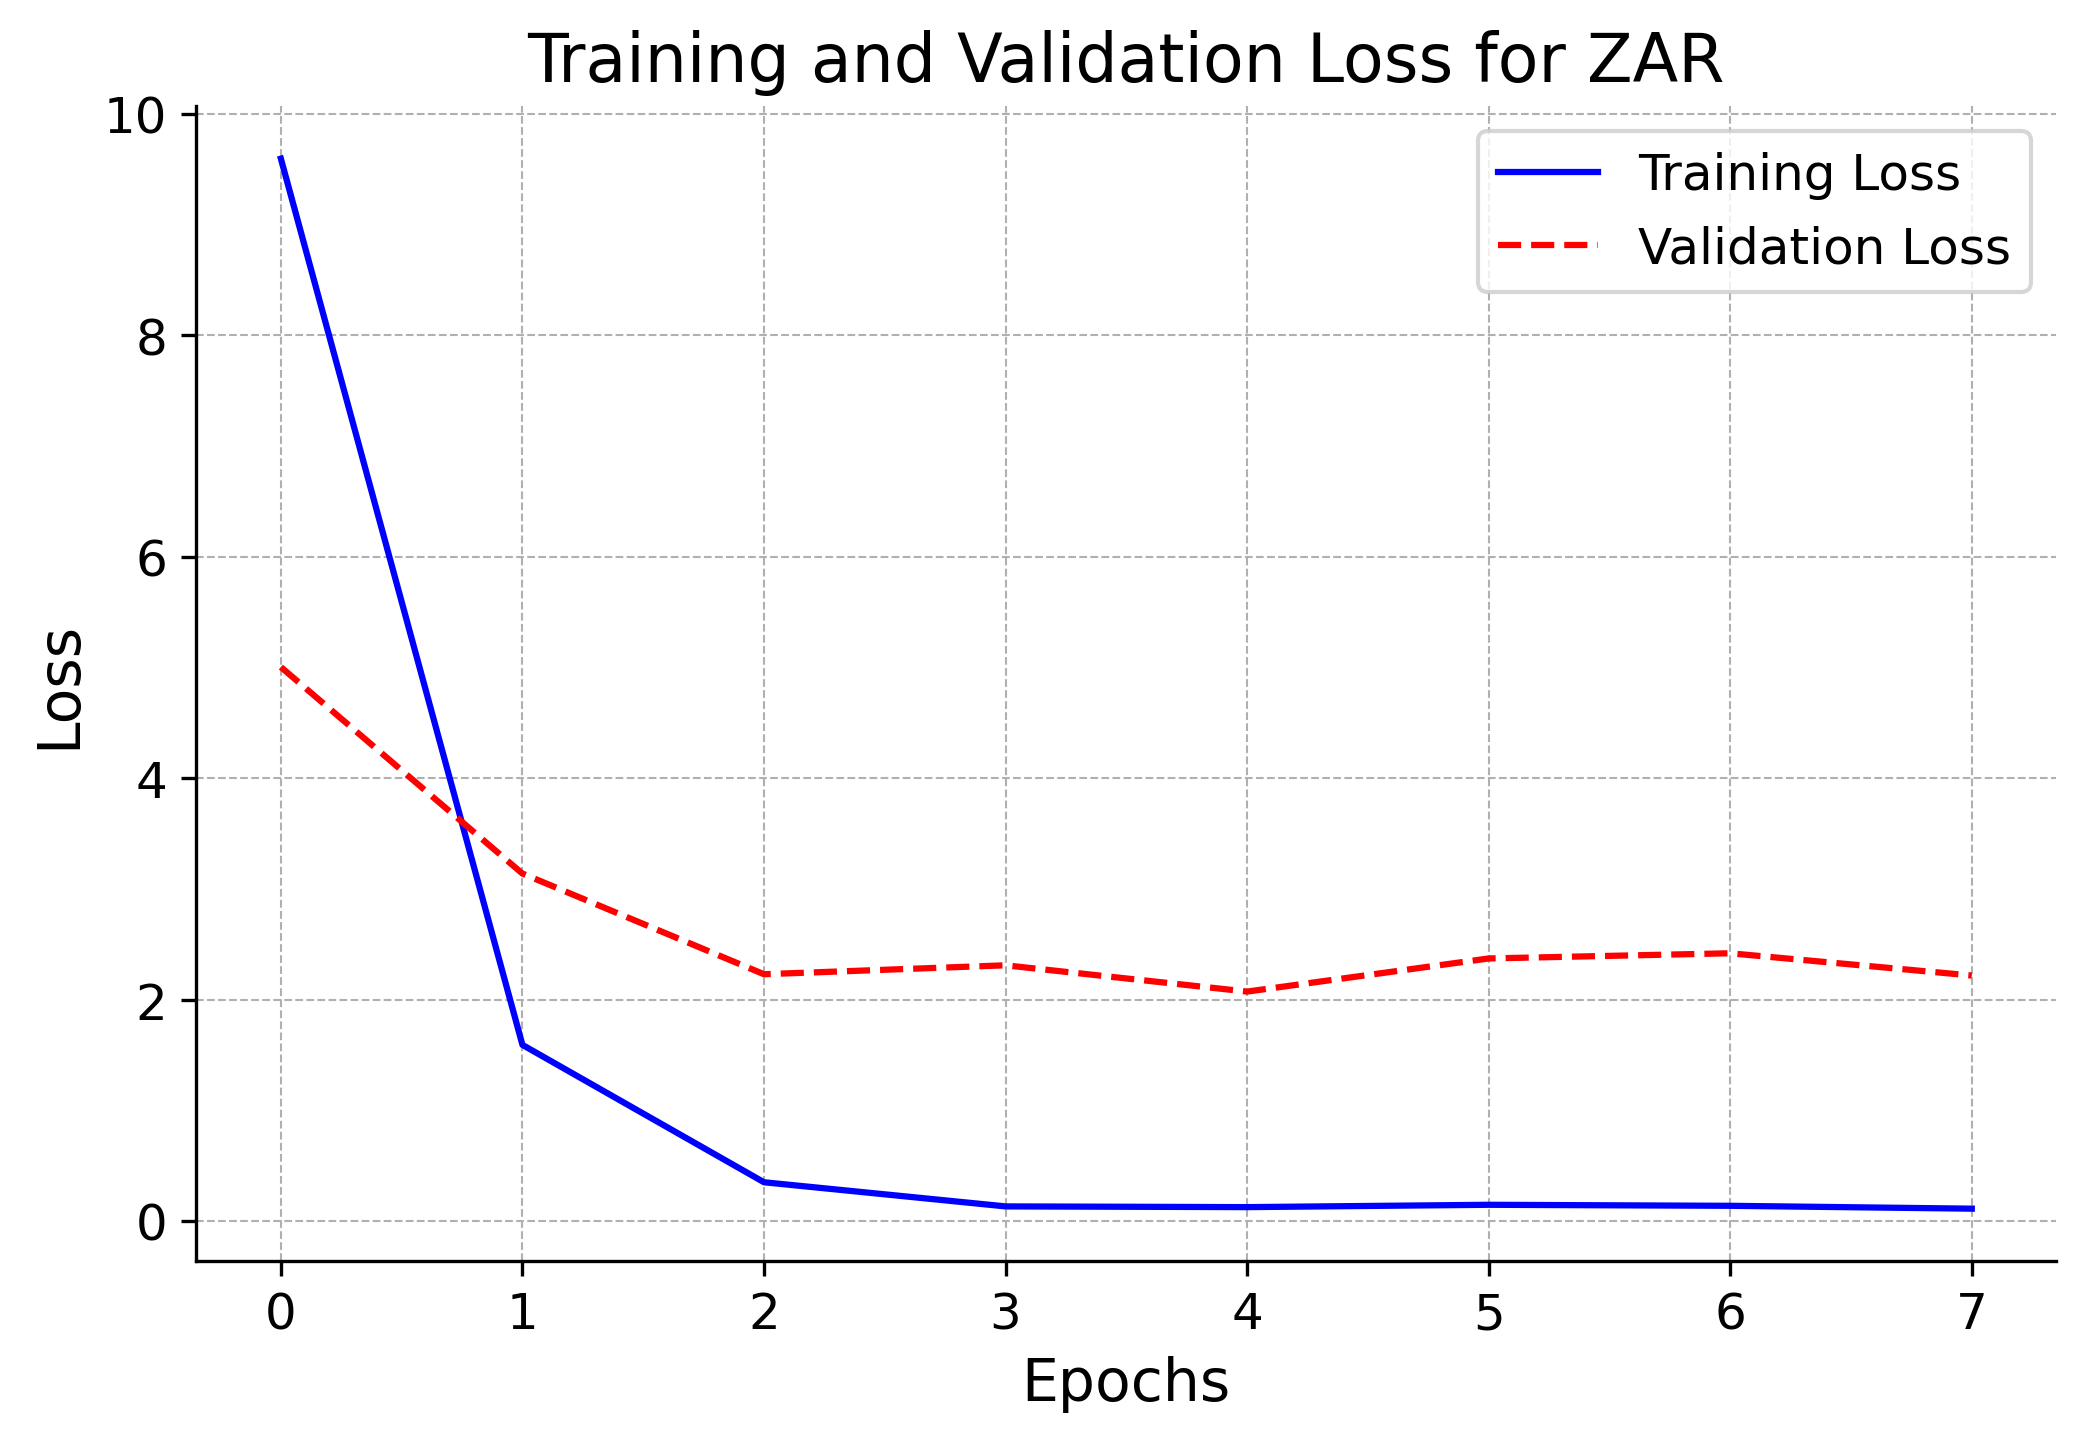 Training and Validation Loss for ZAR
10
Training Loss
Validation Loss
8
6
4
2
0
Loss
0 1 2 3 4 5 6 7
Epochs